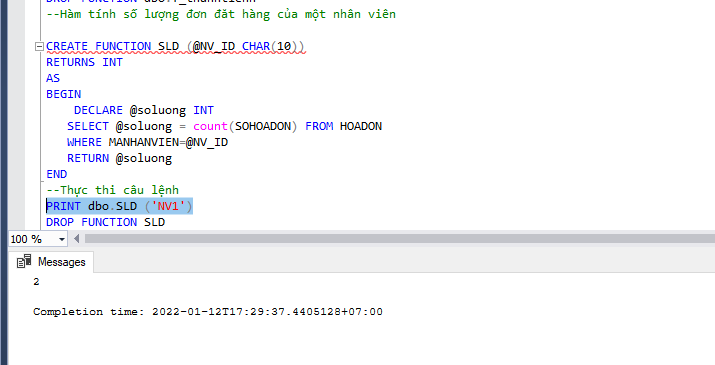 --Hàm tính số lượng đơn đặt hàng của một nhân viên
CREATE FUNCTION SLD (@NV_ID CHAR(10))
RETURNS INT
AS
BEGIN
DECLARE @soluong INT
SELECT @soluong = count(SOHOADON) FROM HOADON
WHERE MANHANVIEN=@NV_ID
RETURN @soluong
END
--Thực thi câu lệnh
PRINT dbo.SLD ('NV1')
DROP FUNCTION SLD
100 %
Messages
2
Completion time: 2022-01-12T17:29:37.4405128+07:00